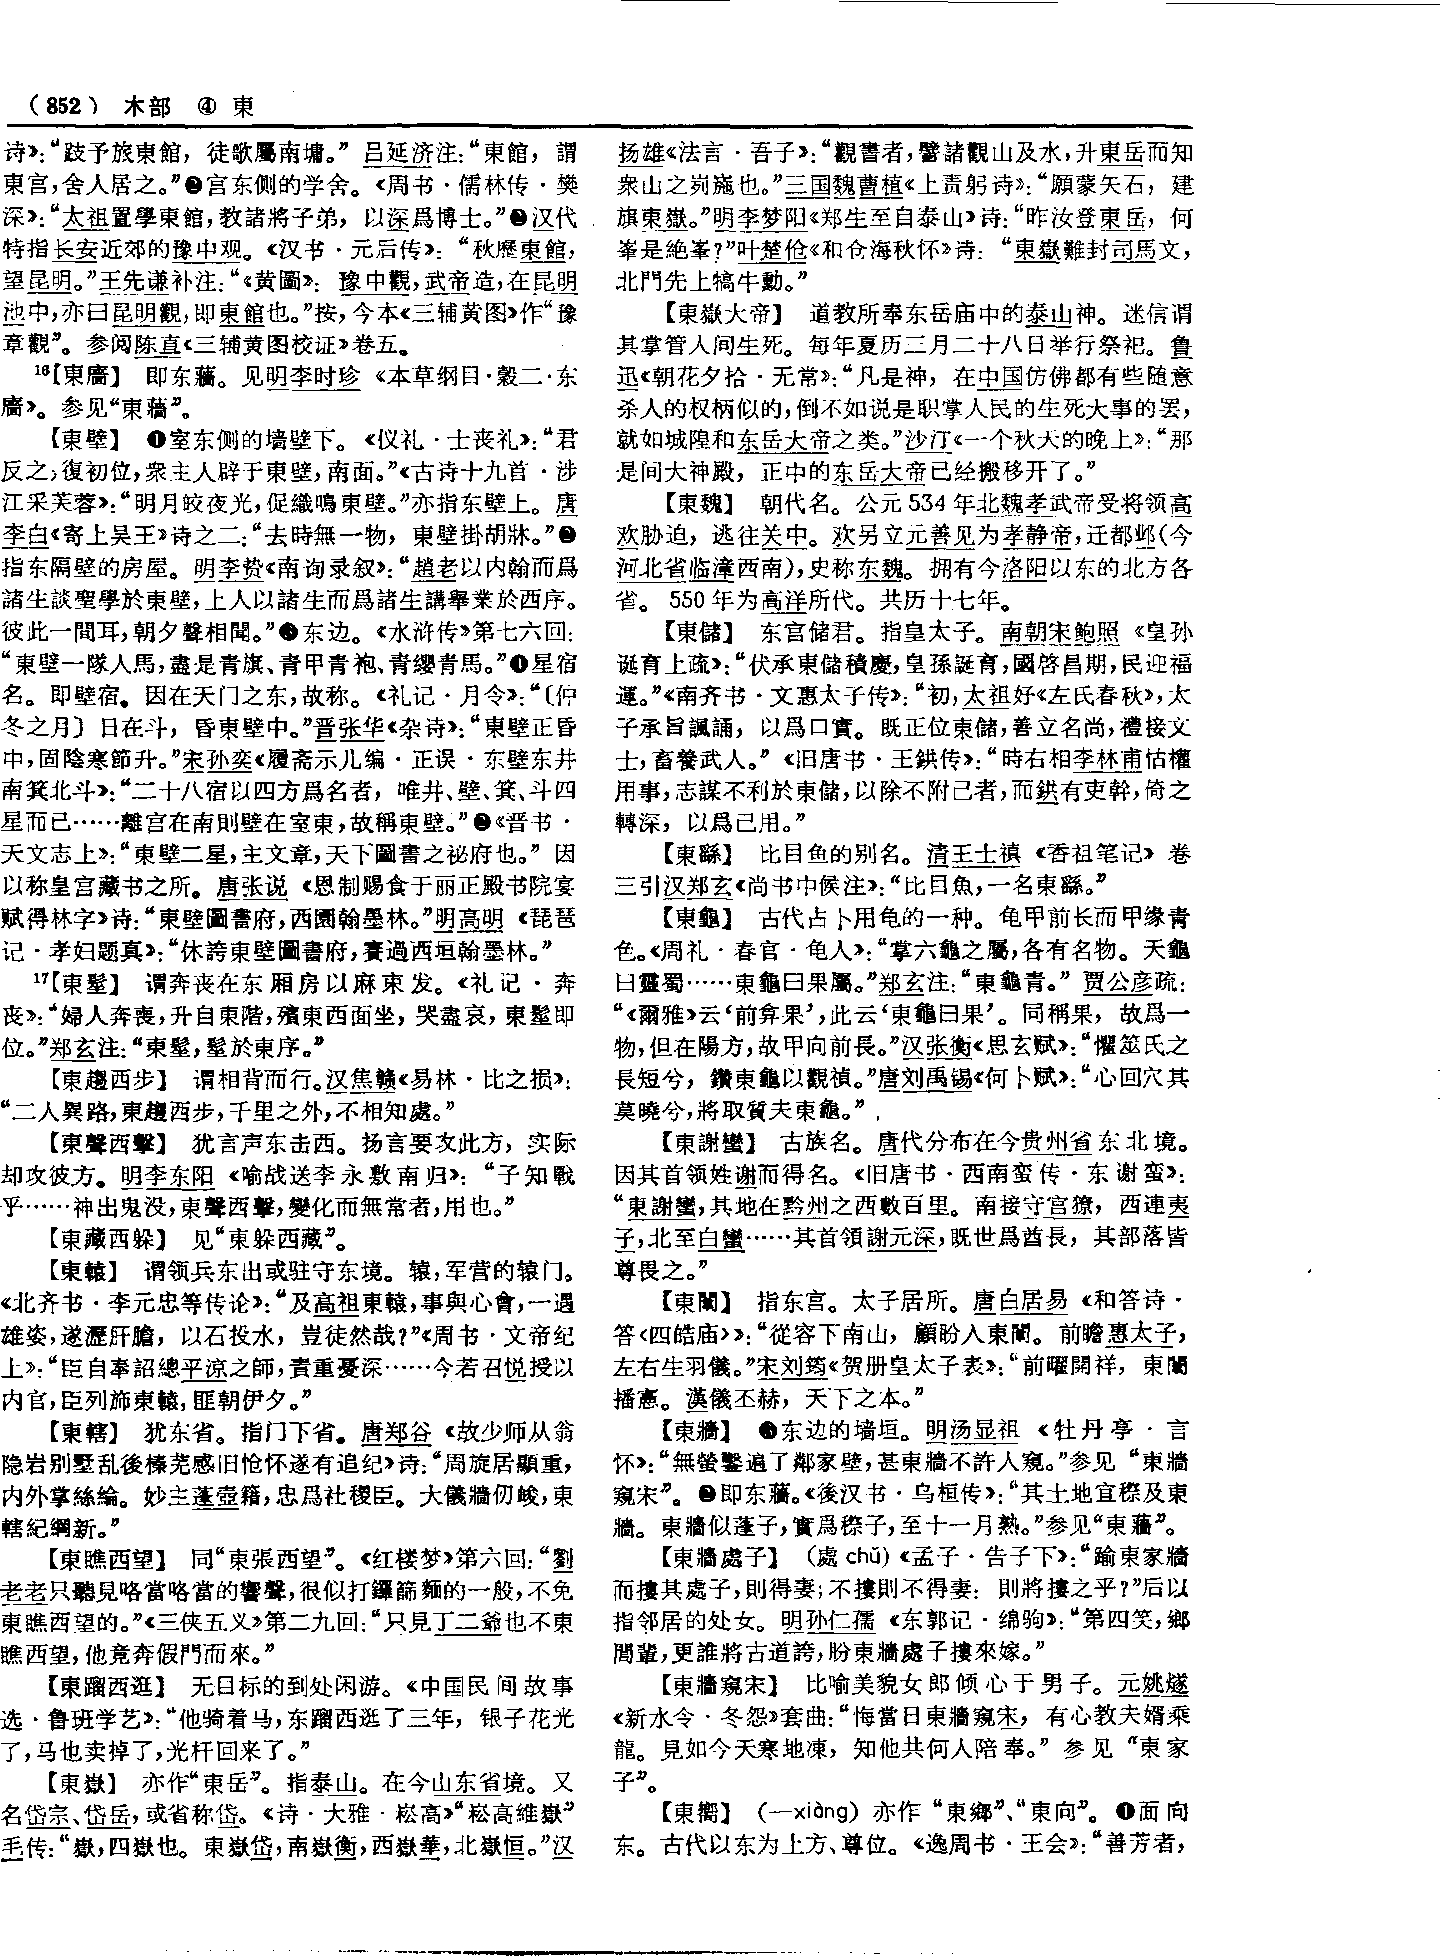 （852） 木部 ④ 東
诗》：“跂予旅東館，徒歌屬南墉。”吕延济注：“東館，謂
東宫，舍人居之。”❷宫东侧的学舍。《周书·儒林传·樊
深》：“太祖置學東館，教諸將子弟，以深爲博士。”❷汉代
特指长安近郊的豫中观。《汉书·元后传》：“秋歷東館，
望昆明。”王先谦补注：“《黄圖》：豫中觀，武帝造，在昆明
池中，亦曰昆明觀，即東館也。”按，今本《三辅黄图》作“豫
章觀”。参阅陈直《三辅黄图校证》卷五。
16【東廧】 即东蘠。见明李时珍《本草纲目·穀二·东
廧》。参见“東蘠”。
【東壁】 ❶室东侧的墙壁下。《仪礼·士丧礼》：“君
反之，復初位，衆主人辟于東壁，南面。”《古诗十九首·涉
江采芙蓉》：“明月皎夜光，促織鳴東壁。”亦指东壁上。唐
李白《寄上吴王》诗之二：“去時無一物，東壁掛胡牀。”❷
指东隔壁的房屋。明李贽《南询录叙》：“趙老以内翰而爲
諸生談聖學於東壁，上人以諸生而爲諸生講舉業於西序。
彼此一間耳，朝夕聲相聞。”❸东边。《水浒传》第七六回：
“東壁一隊人馬，盡是青旗、青甲青袍、青缨青馬。”❶星宿
名。即壁宿。因在天门之东，故称。《礼记·月令》：“〔仲
冬之月〕日在斗，昏東壁中。”晋张华《杂诗》：“東壁正昏
中，固陰寒節升。”宋孙奕《履斋示儿编·正误·东壁东井
南箕北斗》：“二十八宿以四方爲名者，唯井、壁、箕、斗四
星而已……離宫在南則壁在室東，故稱東壁。”❷《晋书·
天文志上》：“東壁二星，主文章，天下圖書之祕府也。”因
以称皇宫藏书之所。唐张说《恩制赐食于丽正殿书院宴
赋得林字》诗：“東壁圖書府，西園翰墨林。”明高明《琵琶
记·孝妇题真》：“休誇東壁圖書府，賽過西垣翰墨林。”
17【東髽】 谓奔丧在东厢房以麻束发。《礼记·奔
丧》：“婦人奔喪，升自東階，殯東西面坐，哭盡哀，東髽即
位。”郑玄注：“東髽，髽於東序。”
【東趨西步】 谓相背而行。汉焦赣《易林·比之损》：
“二人異路，東趨西步，千里之外，不相知處。”
【東聲西擊】 犹言声东击西。扬言要攻此方，实际
却攻彼方。明李东阳《喻战送李永敷南归》：“子知戰
乎……神出鬼没，東聲西擊，變化而無常者，用也。”
【東藏西躲】 见“東躲西藏”。
【東轅】 谓领兵东出或驻守东境。辕，军营的辕门。
《北齐书·李元忠等传论》：“及高祖東轅，事與心會，一遇
雄姿，遂瀝肝膽，以石投水，豈徒然哉？”《周书·文帝纪
上》：“臣自奉詔總平涼之師，責重憂深……今若召悦授以
内官，臣列斾東轅，匪朝伊夕。”
【東轄】 犹东省。指门下省。唐郑谷《故少师从翁
隐岩别墅乱後榛芜感旧怆怀遂有追纪》诗：“周旋居顯重，
内外掌絲綸。妙主蓬壺籍，忠爲社稷臣。大儀牆仞峻，東
轄紀綱新。”
【東瞧西望】 同“東張西望”。《红楼梦》第六回：“劉
老老只聽見咯當咯當的響聲，很似打鑼篩麵的一般，不免
東瞧西望的。”《三侠五义》第二九回：“只見丁二爺也不東
瞧西望，他竟奔假門而來。”
【東蹓西逛】 无目标的到处闲游。《中国民间故事
选·鲁班学艺》：“他骑着马，东蹓西逛了三年，银子花光
了，马也卖掉了，光杆回来了。”
【東嶽】 亦作“東岳”。指泰山。在今山东省境。又
名岱宗、岱岳，或省称岱。《诗·大雅·崧高》“崧高維嶽”
毛传：“嶽，四嶽也。東嶽岱，南嶽衡，西嶽華，北嶽恒。”汉
扬雄《法言·吾子》：“觀書者，譬諸觀山及水，升東岳而知
衆山之峛崺也。”三国魏曹植《上责躬诗》：“願蒙矢石，建
旗東嶽。”明李梦阳《郑生至自泰山》诗：“昨汝登東岳，何
峯是絶峯？”叶楚伧《和仓海秋怀》诗：“東嶽難封司馬文，
北門先上犒牛勳。”
【東嶽大帝】 道教所奉东岳庙中的泰山神。迷信谓
其掌管人间生死。每年夏历三月二十八日举行祭祀。鲁
迅《朝花夕拾·无常》：“凡是神，在中国仿佛都有些随意
杀人的权柄似的，倒不如说是职掌人民的生死大事的罢，
就如城隍和东岳大帝之类。”沙汀《一个秋天的晚上》：“那
是间大神殿，正中的东岳大帝已经搬移开了。”
【東魏】 朝代名。公元534年北魏孝武帝受将领高
欢胁迫，逃往关中。欢另立元善见为孝静帝，迁都邺（今
河北省临漳西南），史称东魏。拥有今洛阳以东的北方各
省。550年为高洋所代。共历十七年。
【東儲】 东宫储君。指皇太子。南朝宋鲍照《皇孙
诞育上疏》：“伏承東儲積慶，皇孫誕育，國啓昌期，民迎福
運。”《南齐书·文惠太子传》：“初，太祖好《左氏春秋》，太
子承旨諷誦，以爲口實。既正位東儲，善立名尚，禮接文
士，畜養武人。”《旧唐书·王鉷传》：“時右相李林甫怙權
用事，志謀不利於東儲，以除不附己者，而鉷有吏幹，倚之
轉深，以爲己用。”
【東鰩】 比目鱼的别名。清王士禛《香祖笔记》卷
三引汉郑玄《尚书中候注》：“比目魚，一名東鰩。”
【東龜】 古代占卜用龟的一种。龟甲前长而甲缘青
色。《周礼·春官·龟人》：“掌六龜之屬，各有名物。天龜
曰靈屬……東龜曰果屬。”郑玄注：“東龜青。”贾公彦疏：
“《爾雅》云‘前弇果’，此云‘東龜曰果’。同稱果，故爲一
物，但在陽方，故甲向前長。”汉张衡《思玄赋》：“懼筮氏之
長短兮，鑽東龜以觀禎。”唐刘禹锡《何卜赋》：“心回穴其
莫曉兮，將取質夫東龜。”
【東謝蠻】 古族名。唐代分布在今贵州省东北境。
因其首领姓谢而得名。《旧唐书·西南蛮传·东谢蛮》：
“東謝蠻，其地在黔州之西數百里。南接守宫獠，西連夷
子，北至白蠻……其首領謝元深，既世爲酋長，其部落皆
尊畏之。”
【東闈】 指东宫。太子居所。唐白居易《和答诗·
答〈四皓庙〉》：“從容下南山，顧盼入東闈。前瞻惠太子，
左右生羽儀。”宋刘筠《贺册皇太子表》：“前曜開祥，東闈
播憲。漢儀丕赫，天下之本。”
【東牆】 ❶东边的墙垣。明汤显祖《牡丹亭·言
怀》：“無螢鑿遍了鄰家壁，甚東牆不許人窺。”参见“東牆
窺宋”。❷即东蘠。《後汉书·乌桓传》：“其土地宜穄及東
牆。東牆似蓬子，實爲穄子，至十一月熟。”参见“東蘠”。
【東牆處子】 （處chǔ）《孟子·告子下》：“踰東家牆
而摟其處子，則得妻；不摟則不得妻：則將摟之乎？”后以
指邻居的处女。明孙仁孺《东郭记·绵驹》：“第四笑，鄉
閭輩，更誰將古道誇，盼東牆處子摟來嫁。”
【東牆窺宋】 比喻美貌女郎倾心于男子。元姚燧
《新水令·冬怨》套曲：“悔當日東牆窺宋，有心教夫婿乘
龍。見如今天寒地凍，知他共何人陪奉。”参见“東家
子”。
【東嚮】 （—xiàng）亦作“東鄉”、“東向”。❶面向
东。古代以东为上方、尊位。《逸周书·王会》：“善芳者，